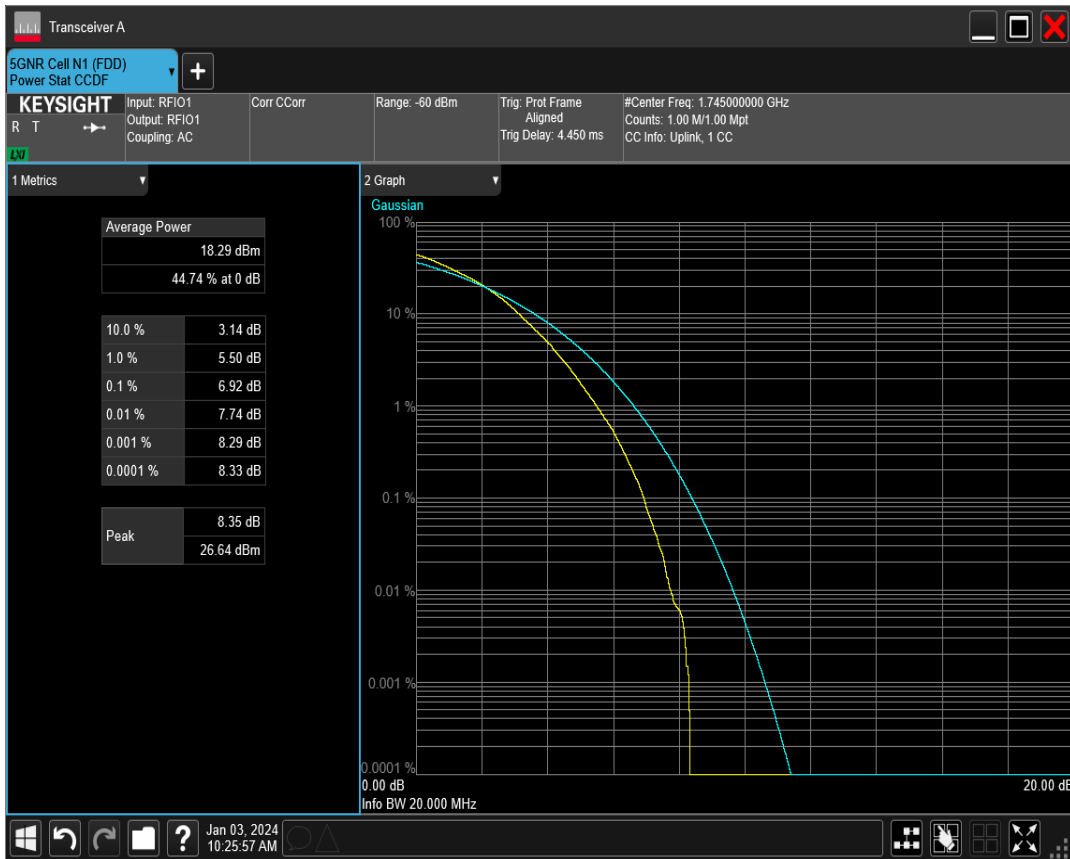 Transceiver A
5GNR Cell N1 (FDD)
Power Stat CCDF
+
KEYSIGHT
R T
LXI
Input: RFIO1
Output: RFIO1
Coupling: AC
Corr CCorr
Range: -60 dBm
Trig: Prot Frame
Aligned
Trig Delay: 4.450 ms
#Center Freq: 1.745000000 GHz
Counts: 1.00 M/1.00 Mpt
CC Info: Uplink, 1 CC
1 Metrics
Average Power
18.29 dBm
44.74 % at 0 dB
10.0 % 3.14 dB
1.0 % 5.50 dB
0.1 % 6.92 dB
0.01 % 7.74 dB
0.001 % 8.29 dB
0.0001 % 8.33 dB
Peak
8.35 dB
26.64 dBm
2 Graph
Gaussian
100 %
10 %
1 %
0.1 %
0.01 %
0.001 %
0.0001 %
0.00 dB
20.00 dB
Info BW 20.000 MHz
?
Jan 03, 2024
10:25:57 AM